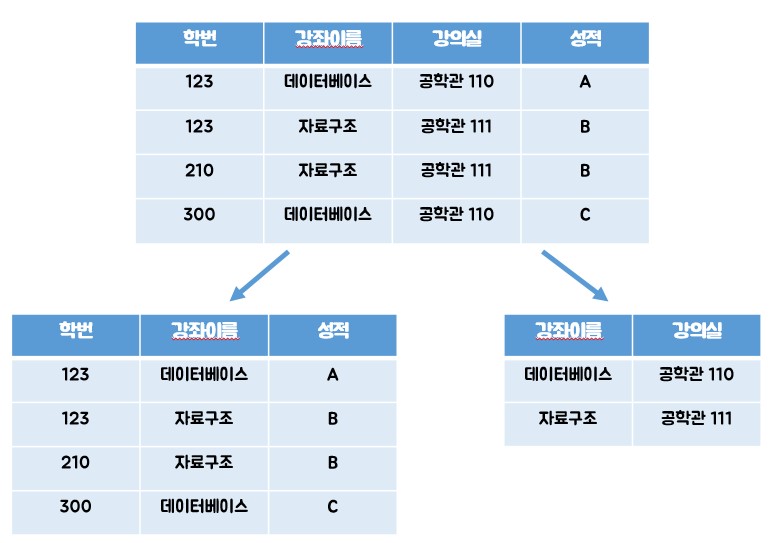 학번 강좌이름 강의실 성적
123 데이터베이스 공학관 110 A
123 자료구조 공학관 111 B
210 자료구조 공학관 111 B
300 데이터베이스 공학관 110 C
학번 강좌이름 성적
123 데이터베이스 A
123 자료구조 B
210 자료구조 B
300 데이터베이스 C
강좌이름 강의실
데이터베이스 공학관 110
자료구조 공학관 111